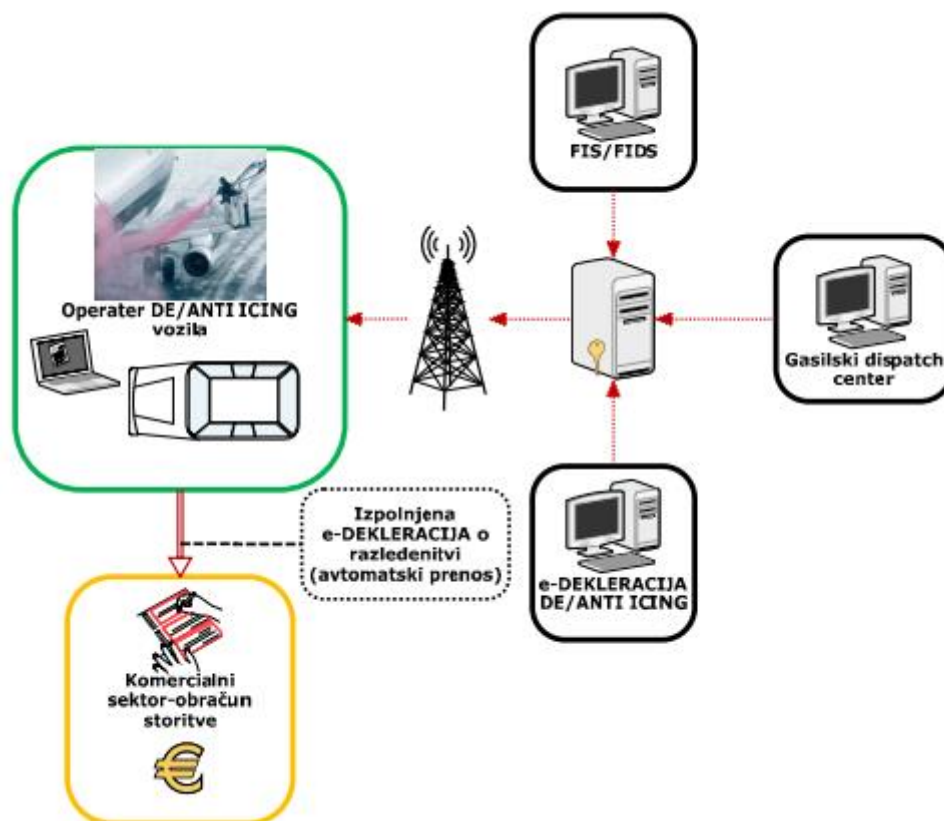 FIS/FIDS
Operater DE/ANTI ICING
vozila
Gasilski dispatch
center
Izpolnjena
e-DEKLERACIJA o
razledenitvi
(avtomatski prenos)
e-DEKLERACIJA
DE/ANTI ICING
Komercialni
sektor-obračun
storitve
€